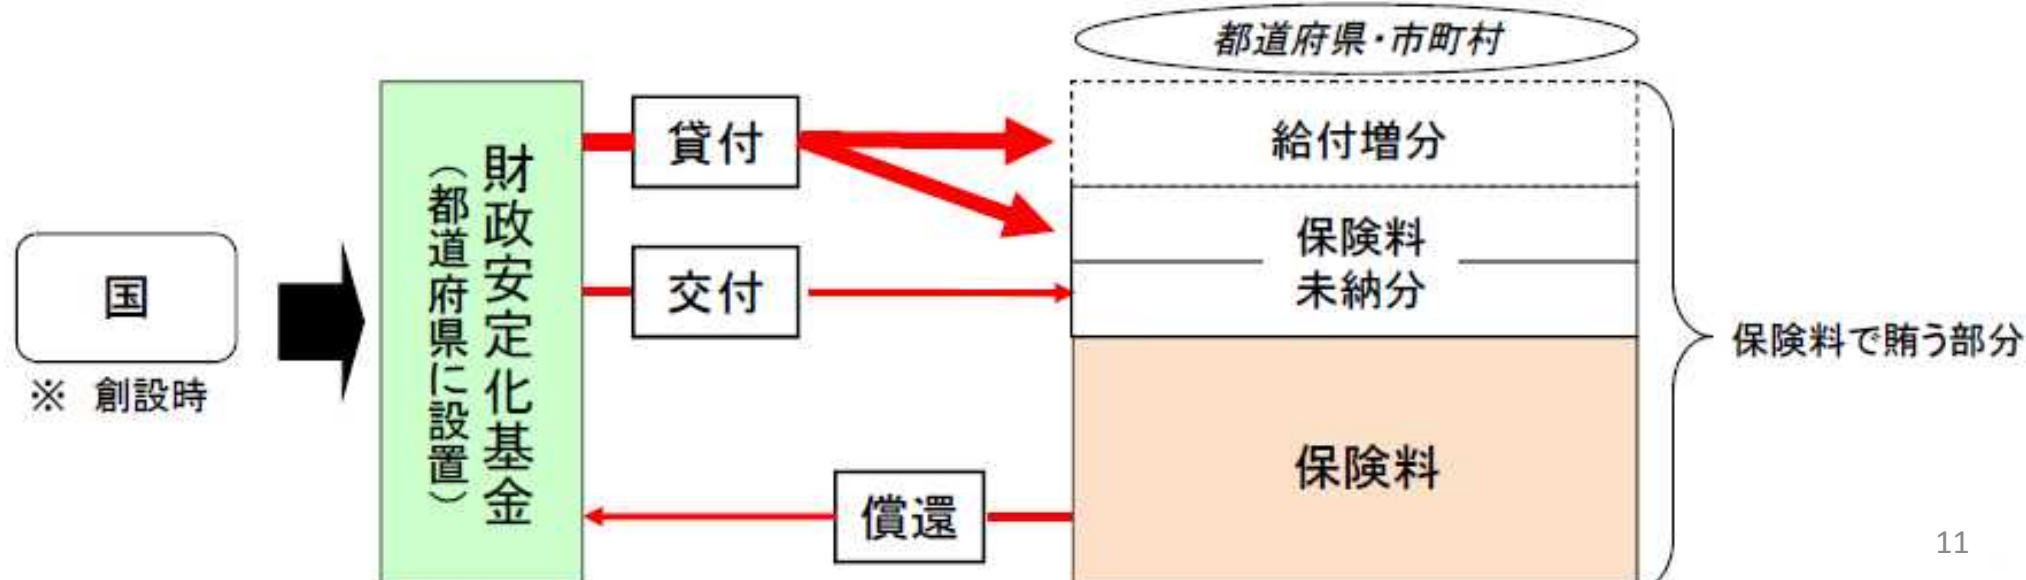 都道府県・市町村
国
※ 創設時
財政安定化基金
（都道府県に設置）
貸付
交付
償還
給付増分
保険料
未納分
保険料
保険料で賄う部分
11